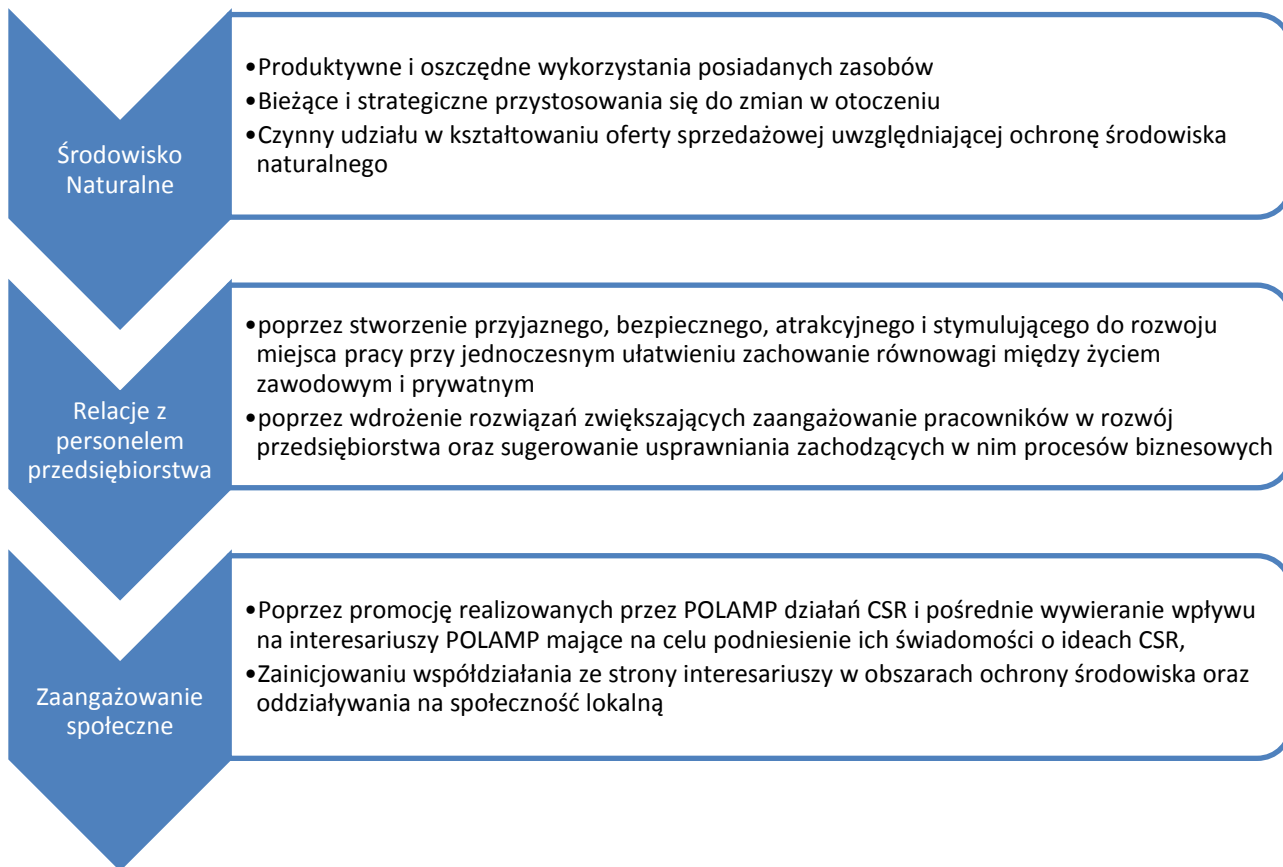 Środowisko
Naturalne
•Produktywne i oszczędne wykorzystania posiadanych zasobów
•Bieżące i strategiczne przystosowania się do zmian w otoczeniu
•Czynny udziału w kształtowaniu oferty sprzedażowej uwzględniającej ochronę środowiska
naturalnego
Relacje z
personelem
przedsiębiorstwa
•poprzez stworzenie przyjaznego, bezpiecznego, atrakcyjnego i stymulującego do rozwoju
miejsca pracy przy jednoczesnym ułatwieniu zachowanie równowagi między życiem
zawodowym i prywatnym
•poprzez wdrożenie rozwiązań zwiększających zaangażowanie pracowników w rozwój
przedsiębiorstwa oraz sugerowanie usprawniania zachodzących w nim procesów biznesowych
Zaangażowanie
społeczne
•Poprzez promocję realizowanych przez POLAMP działań CSR i pośrednie wywieranie wpływu
na interesariuszy POLAMP mające na celu podniesienie ich świadomości o ideach CSR,
•Zainicjowaniu współdziałania ze strony interesariuszy w obszarach ochrony środowiska oraz
oddziaływania na społeczność lokalną